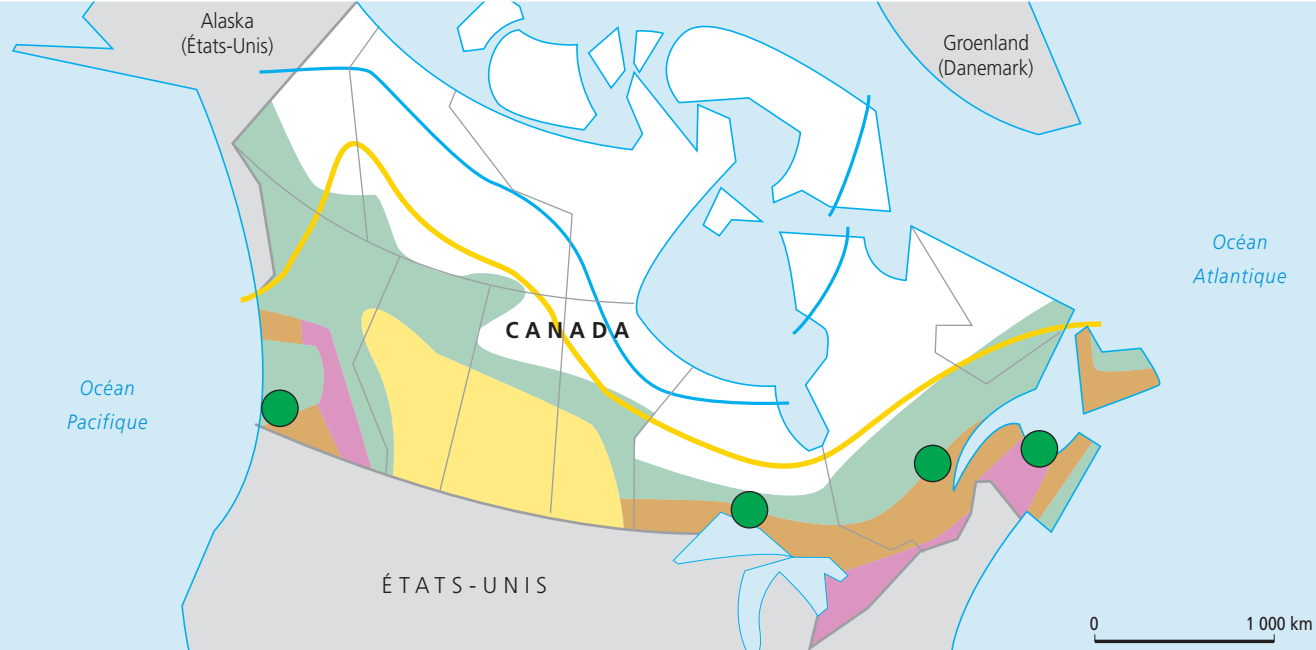 Alaska
(États-Unis)
Groenland
(Danemark)
Océan
Atlantique
CANADA
Océan
Pacifique
ÉTATS-UNIS
0
1 000 km